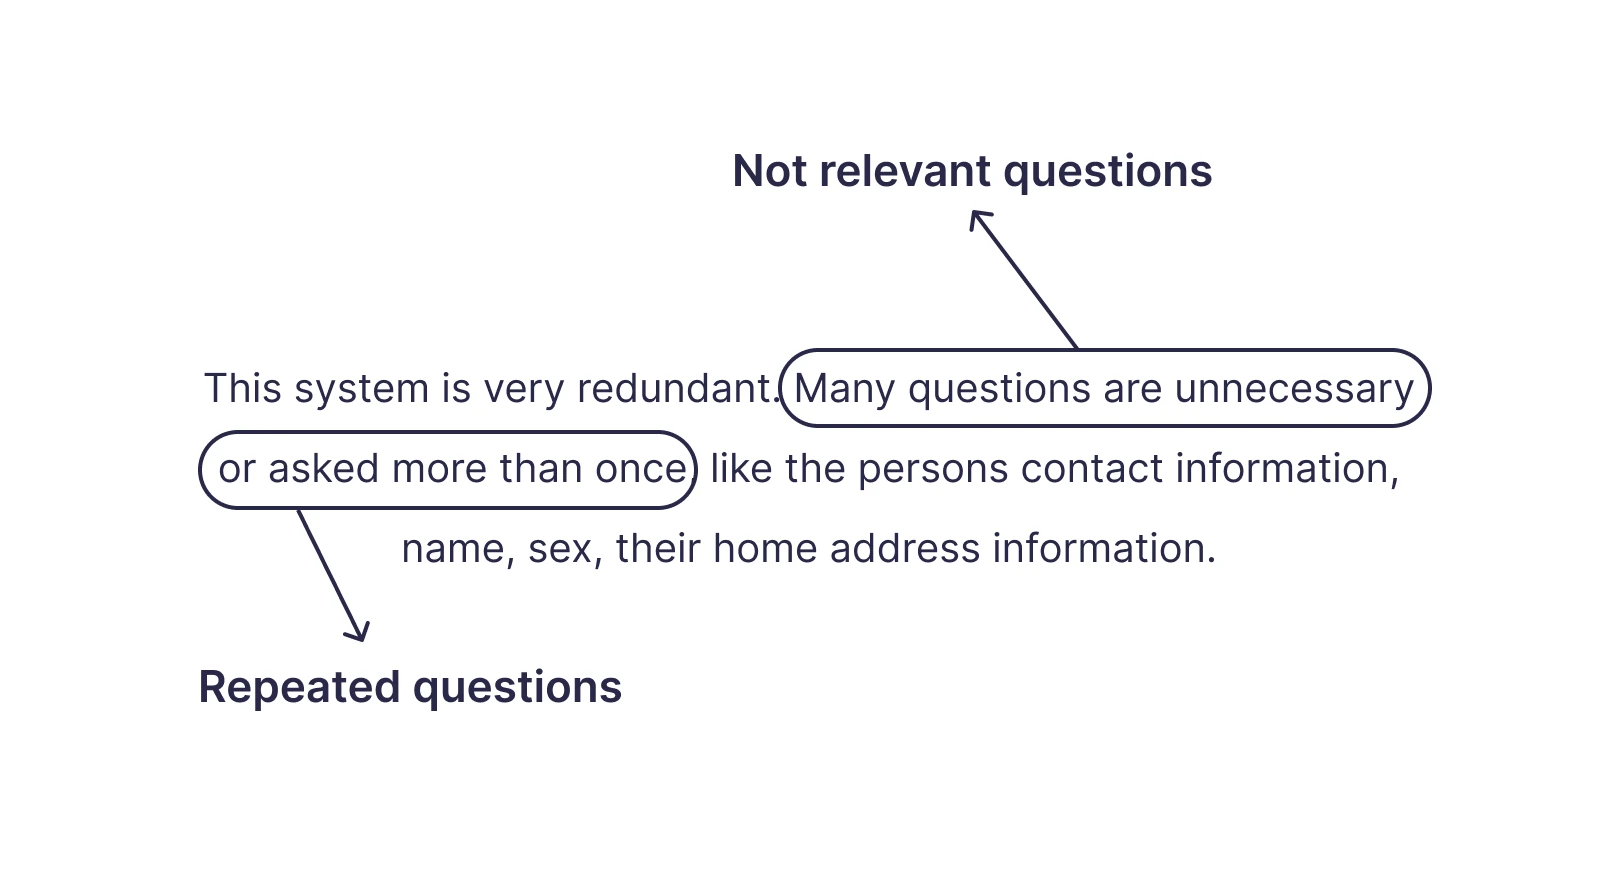 Not relevant questions
This system is very redundant. Many questions are unnecessary
or asked more than once, like the persons contact information,
name, sex, their home address information.
Repeated questions